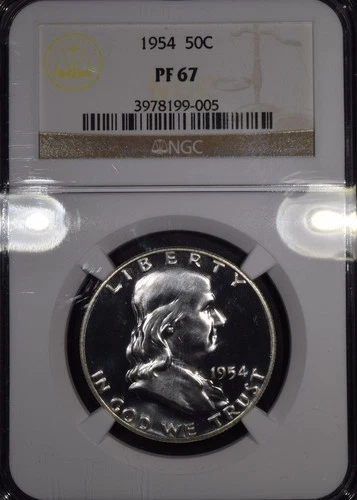 1954 50C
PF 67
3978199-005
NGC
LIBERTY
1954
IN GOD WE TRUST